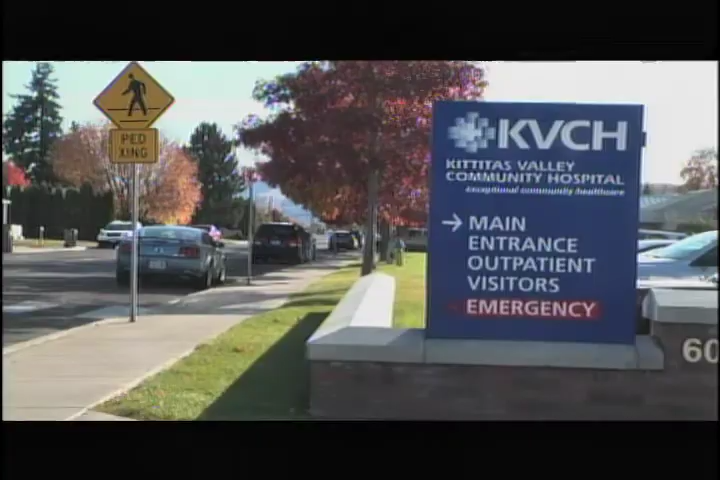 PED
XING
KVCH
KITTITAS VALLEY
COMMUNITY HOSPITAL
exceptional community healthcare
→ MAIN
ENTRANCE
OUTPATIENT
VISITORS
EMERGENCY
60